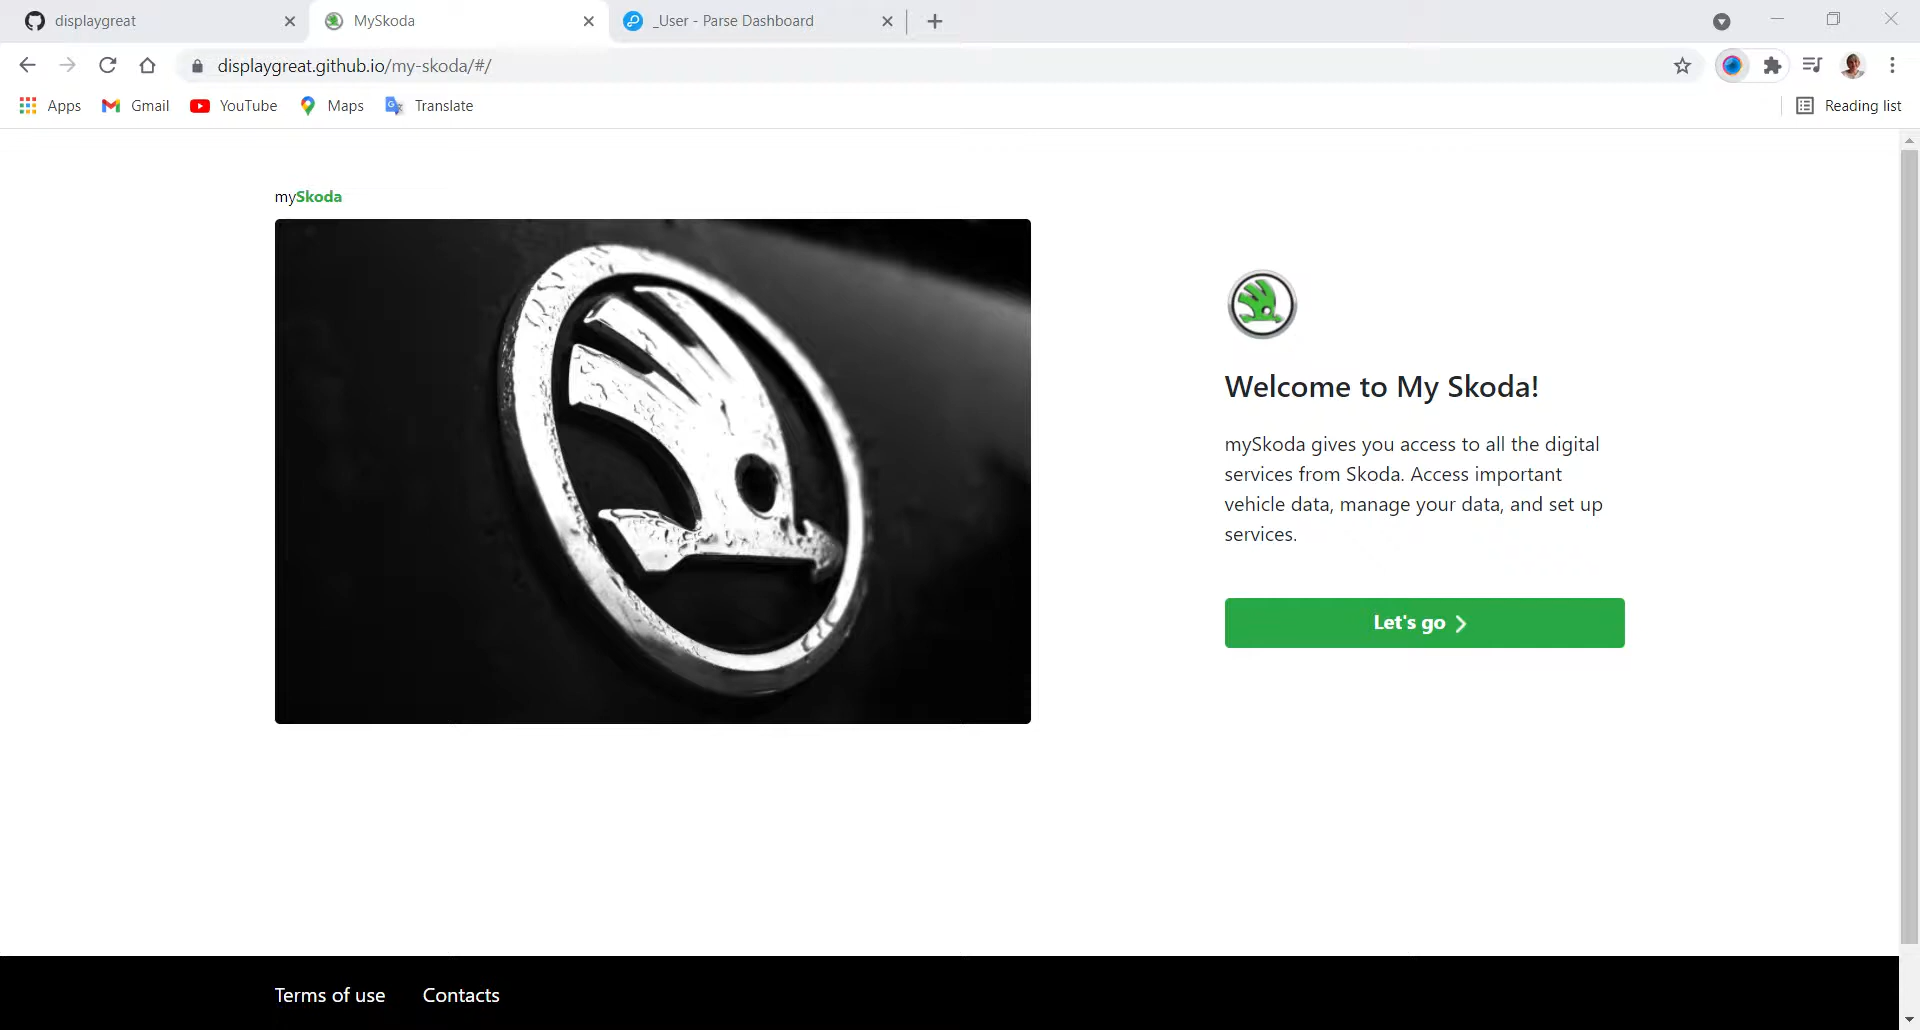 displaygreat
MySkoda
_User - Parse Dashboard
displaygreat.github.io/my-skoda/#/
Apps
Gmail
YouTube
Maps
Translate
Reading list
mySkoda
Welcome to My Skoda!
mySkoda gives you access to all the digital
services from Skoda. Access important
vehicle data, manage your data, and set up
services.
Let's go
Terms of use
Contacts